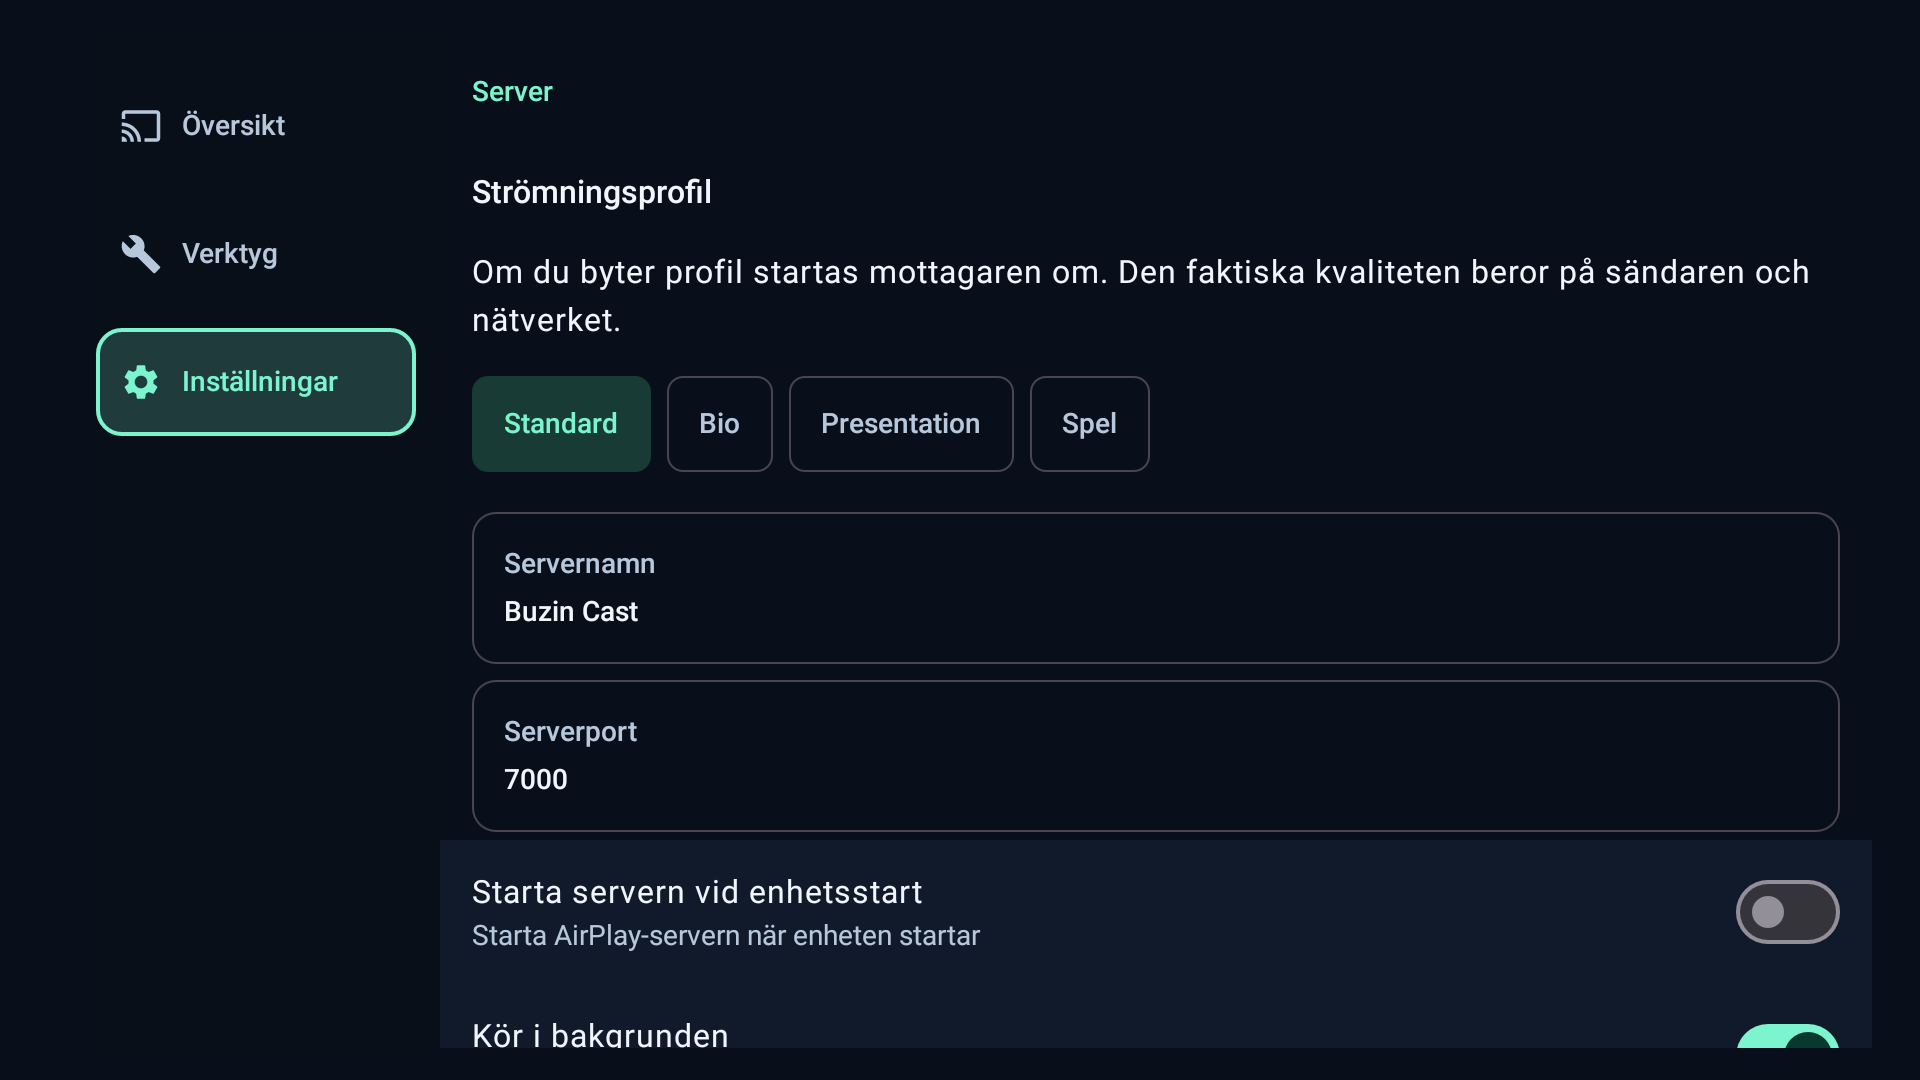 Översikt
Verktyg
Inställningar
Server
Strömningsprofil
Om du byter profil startas mottagaren om. Den faktiska kvaliteten beror på sändaren och
nätverket.
Standard
Bio
Presentation
Spel
Servernamn
Buzin Cast
Serverport
7000
Starta servern vid enhetsstart
Starta AirPlay-servern när enheten startar
Kör i bakgrunden